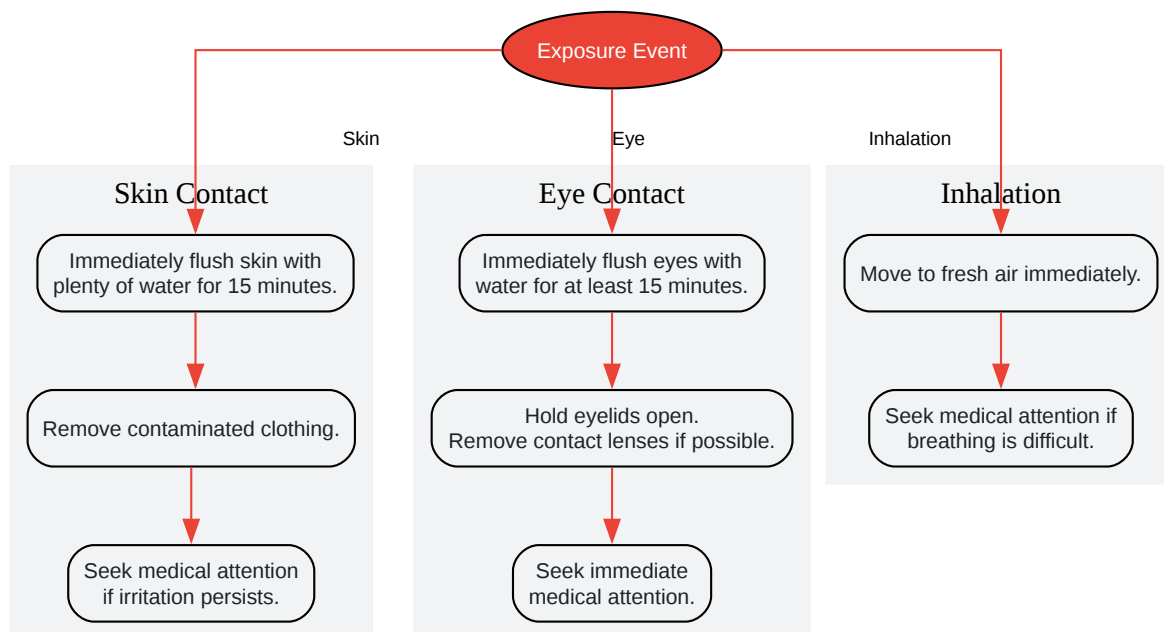 Exposure Event
Skin
Eye
Inhalation
Skin Contact
Immediately flush skin with
plenty of water for 15 minutes.
Remove contaminated clothing.
Seek medical attention
if irritation persists.
Eye Contact
Immediately flush eyes with
water for at least 15 minutes.
Hold eyelids open.
Remove contact lenses if possible.
Seek immediate
medical attention.
Inhalation
Move to fresh air immediately.
Seek medical attention if
breathing is difficult.